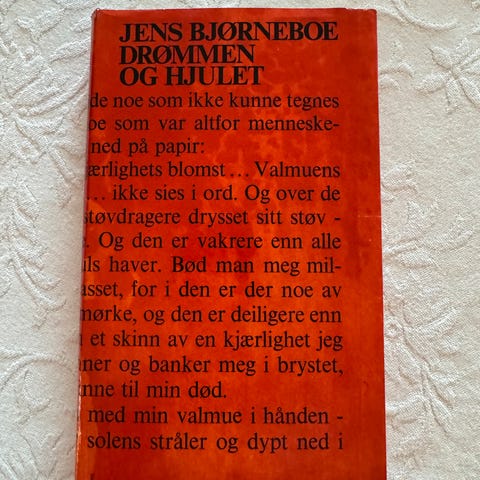 JENS BJØRNEBOE
DRØMMEN
OG HJULET
de noe som ikke kunne tegnes
som var altfor menneske-
ned på papir:
ærlighets blomst ... Valmuens
... ikke sies i ord. Og over de
støvdragere drysset sitt støv -
. Og den er vakrere enn alle
haver. Bød man meg mil-
asset, for i den er der noe av
mørke, og den er deiligere enn
et skinn av en kjærlighet jeg
ner og banker meg i brystet,
nne til min død.
med min valmue i hånden -
solens stråler og dypt ned i